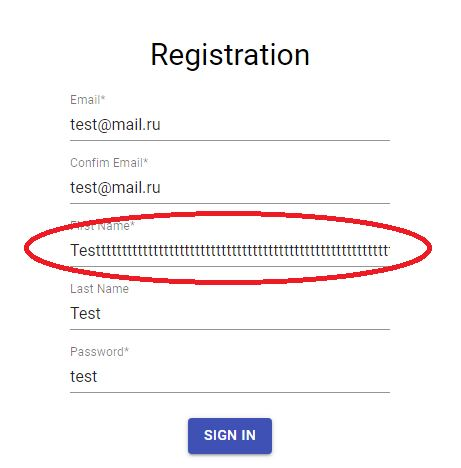 Registration
Email*
test@mail.ru
Confim Email*
test@mail.ru
First Name*
Testttttttttttttttttttttttttttttttttttttttttttttttttttttttt
Last Name
Test
Password*
test
SIGN IN